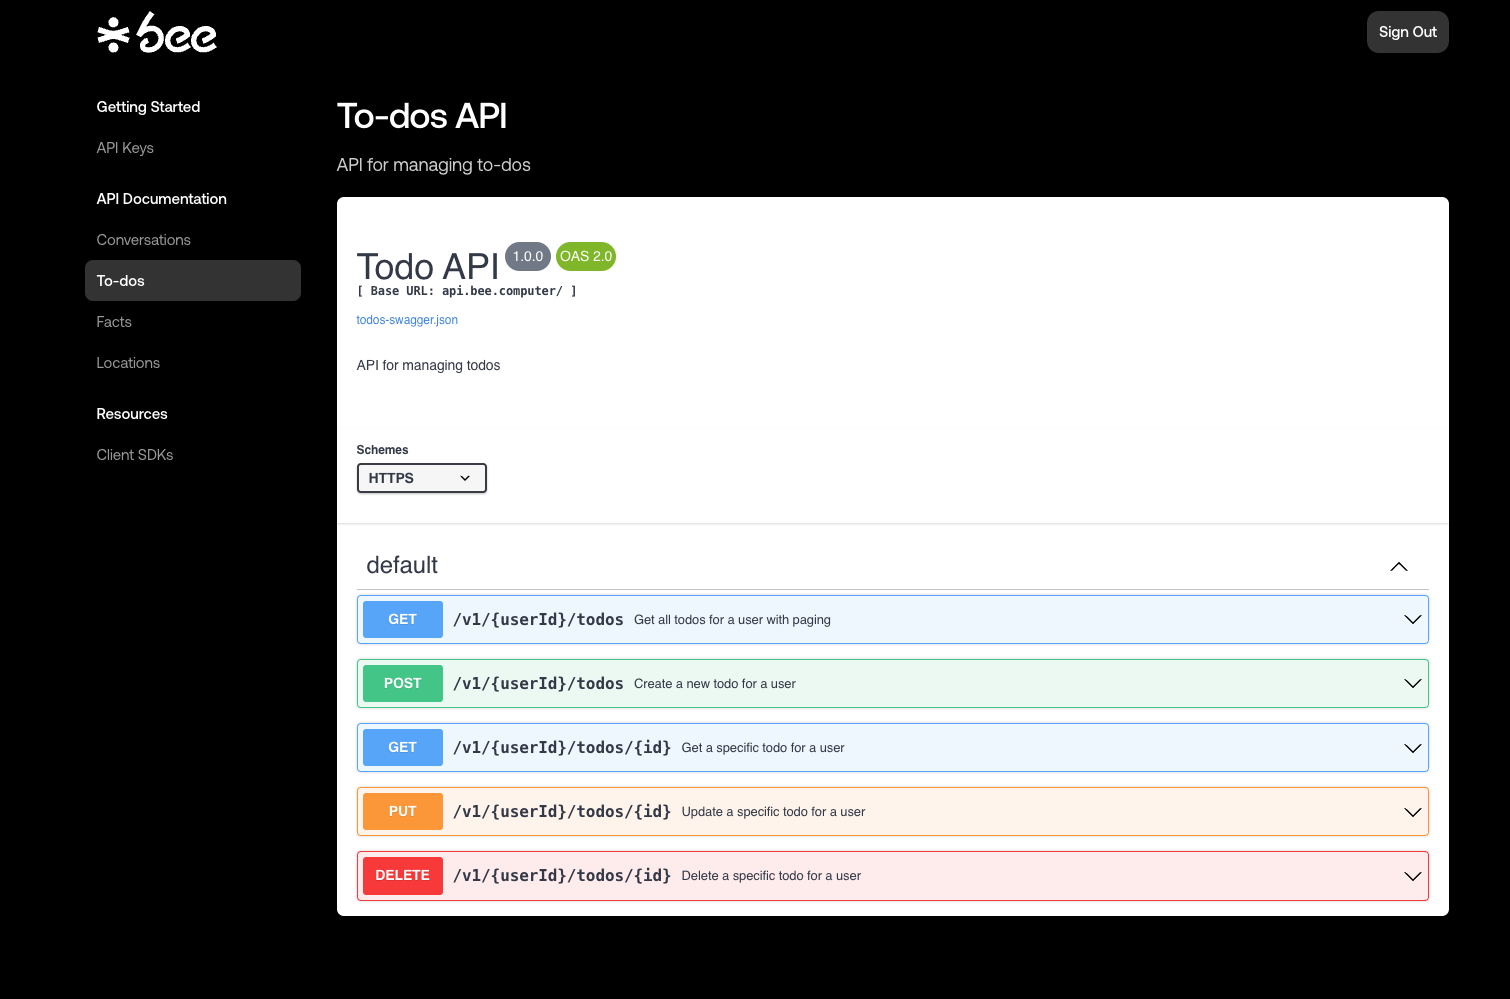 bee
Sign Out
Getting Started
API Keys
API Documentation
Conversations
To-dos
Facts
Locations
Resources
Client SDKs
To-dos API
API for managing to-dos
Todo API 1.0.0 OAS 2.0
[ Base URL: api.bee.computer/ ]
todos-swagger.json
API for managing todos
Schemes
HTTPS
default
GET /v1/{userId}/todos Get all todos for a user with paging
POST /v1/{userId}/todos Create a new todo for a user
GET /v1/{userId}/todos/{id} Get a specific todo for a user
PUT /v1/{userId}/todos/{id} Update a specific todo for a user
DELETE /v1/{userId}/todos/{id} Delete a specific todo for a user